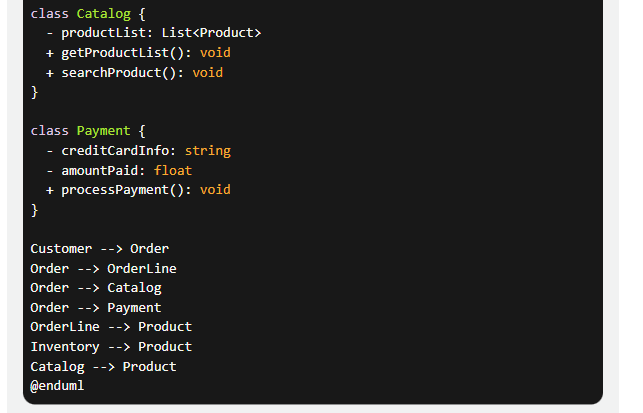 class Catalog {
  - productList: List<Product>
  + getProductList(): void
  + searchProduct(): void
}

class Payment {
  - creditCardInfo: string
  - amountPaid: float
  + processPayment(): void
}

Customer --> Order
Order --> OrderLine
Order --> Catalog
Order --> Payment
OrderLine --> Product
Inventory --> Product
Catalog --> Product
@enduml